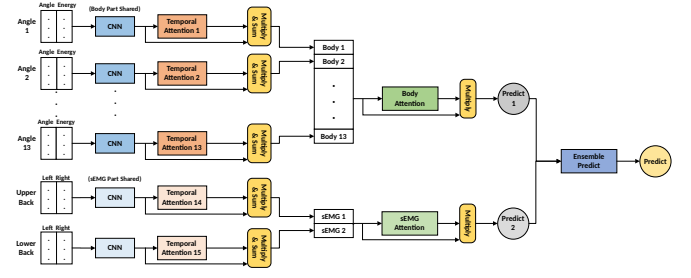 Angle Energy
(Body Part Shared)
Angle
1
CNN
Temporal
Attention 1
Multiply
& Sum
Angle Energy
Angle
2
CNN
Temporal
Attention 2
Multiply
& Sum
Angle Energy
Angle
13
CNN
Temporal
Attention 13
Multiply
& Sum
Body 1
Body 2
Body 13
Body
Attention
Multiply
Predict
1
Left Right
(sEMG Part Shared)
Upper
Back
CNN
Temporal
Attention 14
Multiply
& Sum
Left Right
Lower
Back
CNN
Temporal
Attention 15
Multiply
& Sum
sEMG 1
sEMG 2
sEMG
Attention
Multiply
Predict
2
Ensemble
Predict
Predict